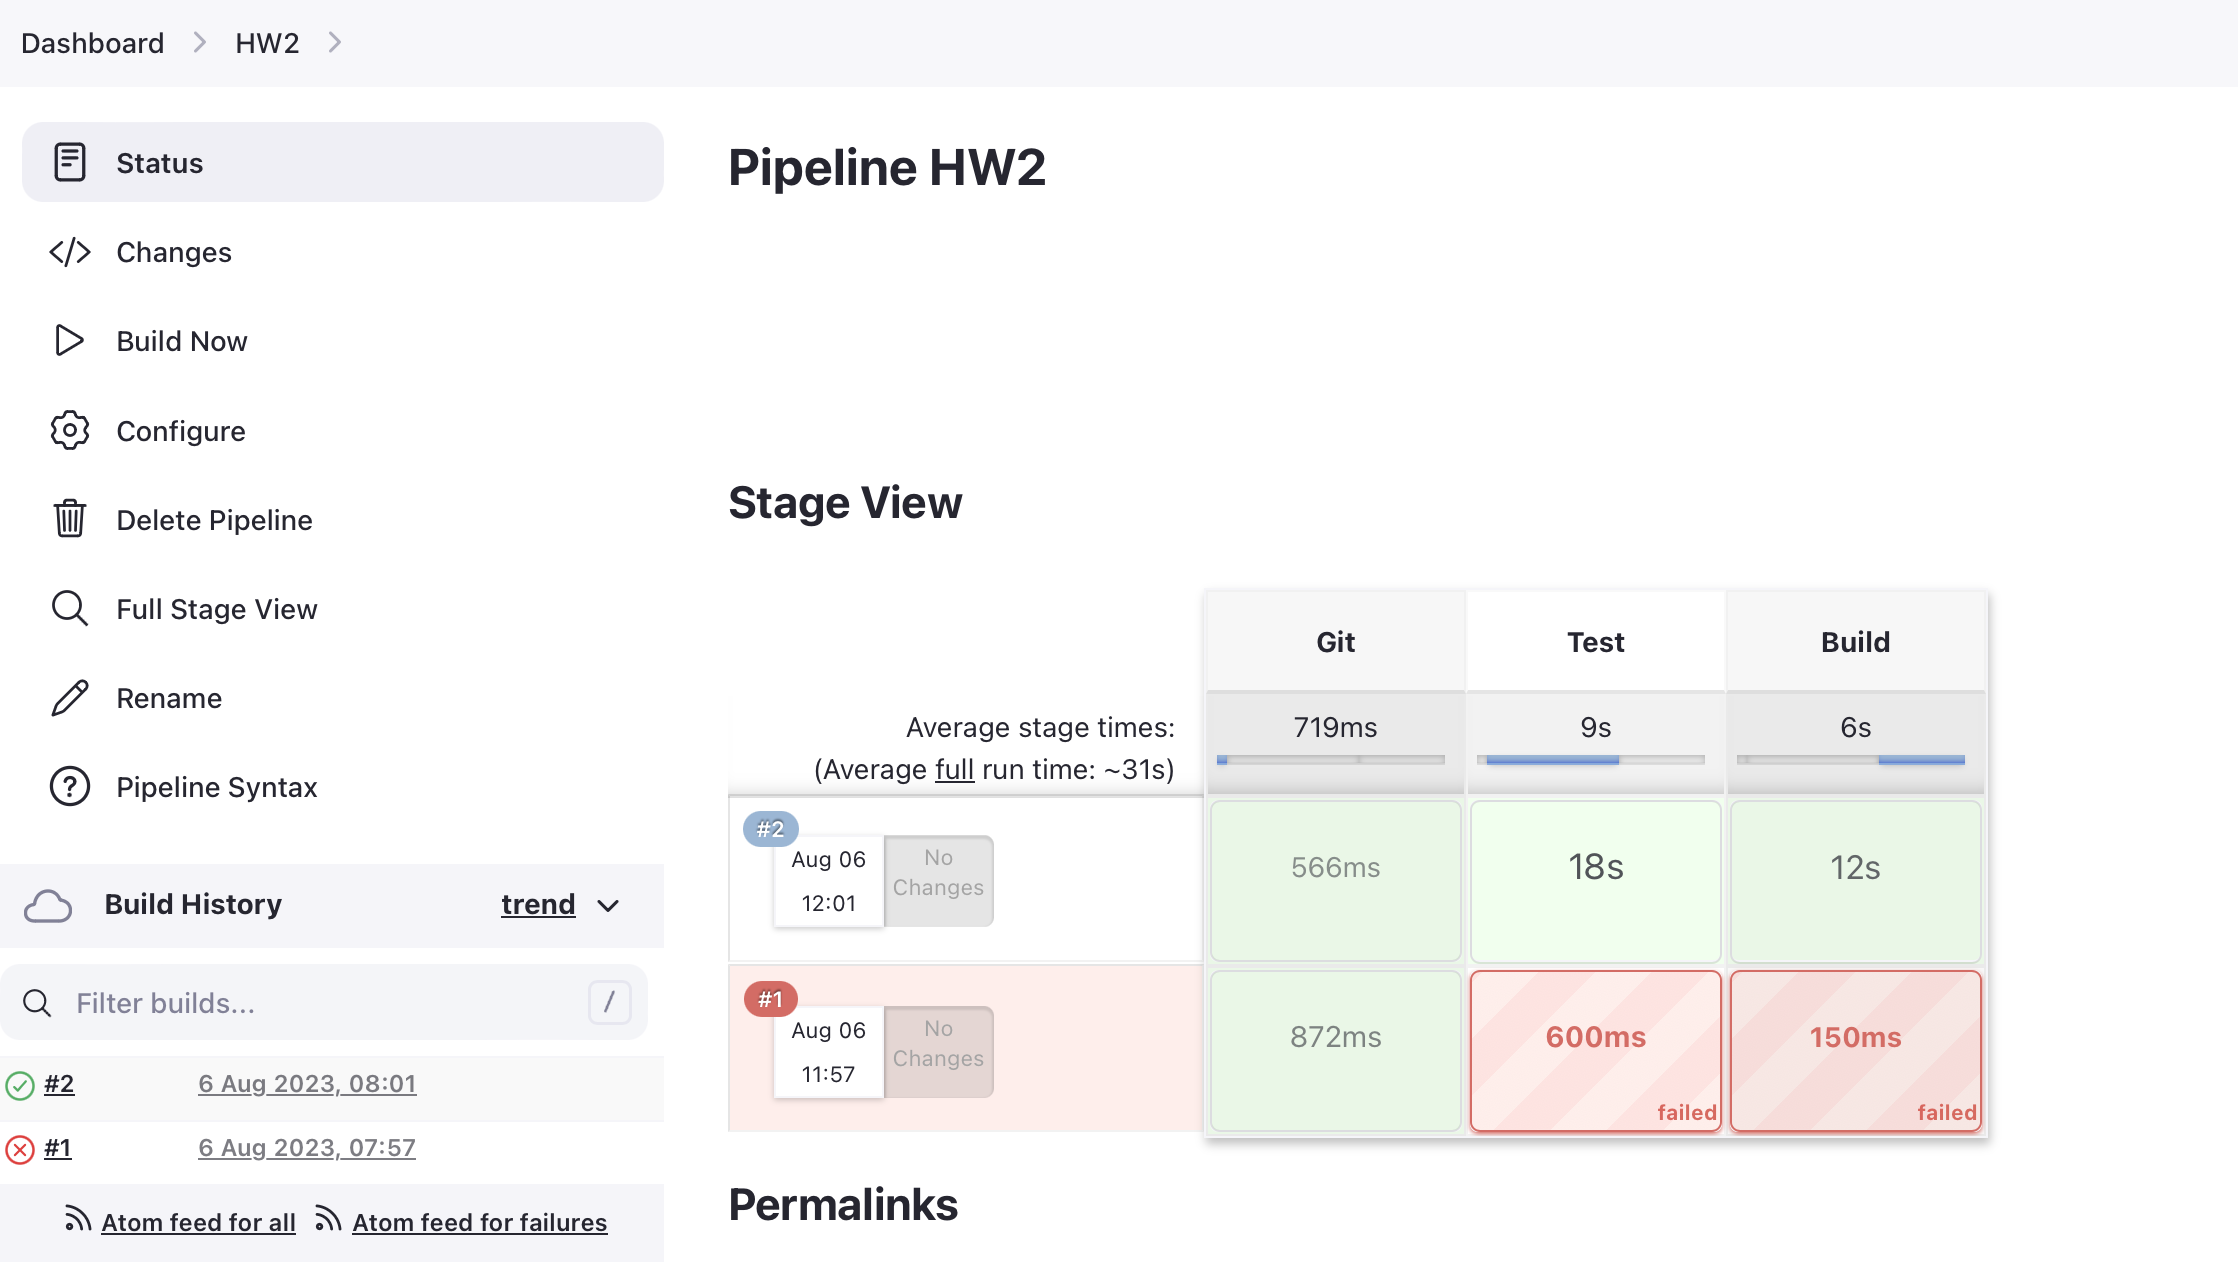 Dashboard
HW2
Status
Changes
Build Now
Configure
Delete Pipeline
Full Stage View
Rename
Pipeline Syntax
Build History
trend
Filter builds...
/
#2
6 Aug 2023, 08:01
#1
6 Aug 2023, 07:57
Atom feed for all
Atom feed for failures
Pipeline HW2
Stage View
Git
Test
Build
Average stage times:
719ms
9s
6s
(Average full run time: ~31s)
#2
Aug 06
12:01
No
Changes
566ms
18s
12s
#1
Aug 06
11:57
No
Changes
872ms
600ms
failed
150ms
failed
Permalinks